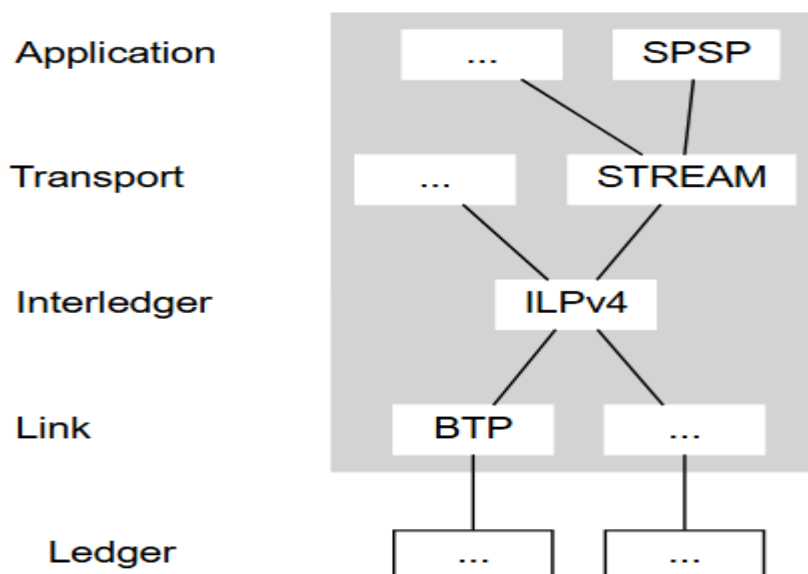 Application ... SPSP
Transport ... STREAM
Interledger ILPv4
Link BTP ...
Ledger ... ...